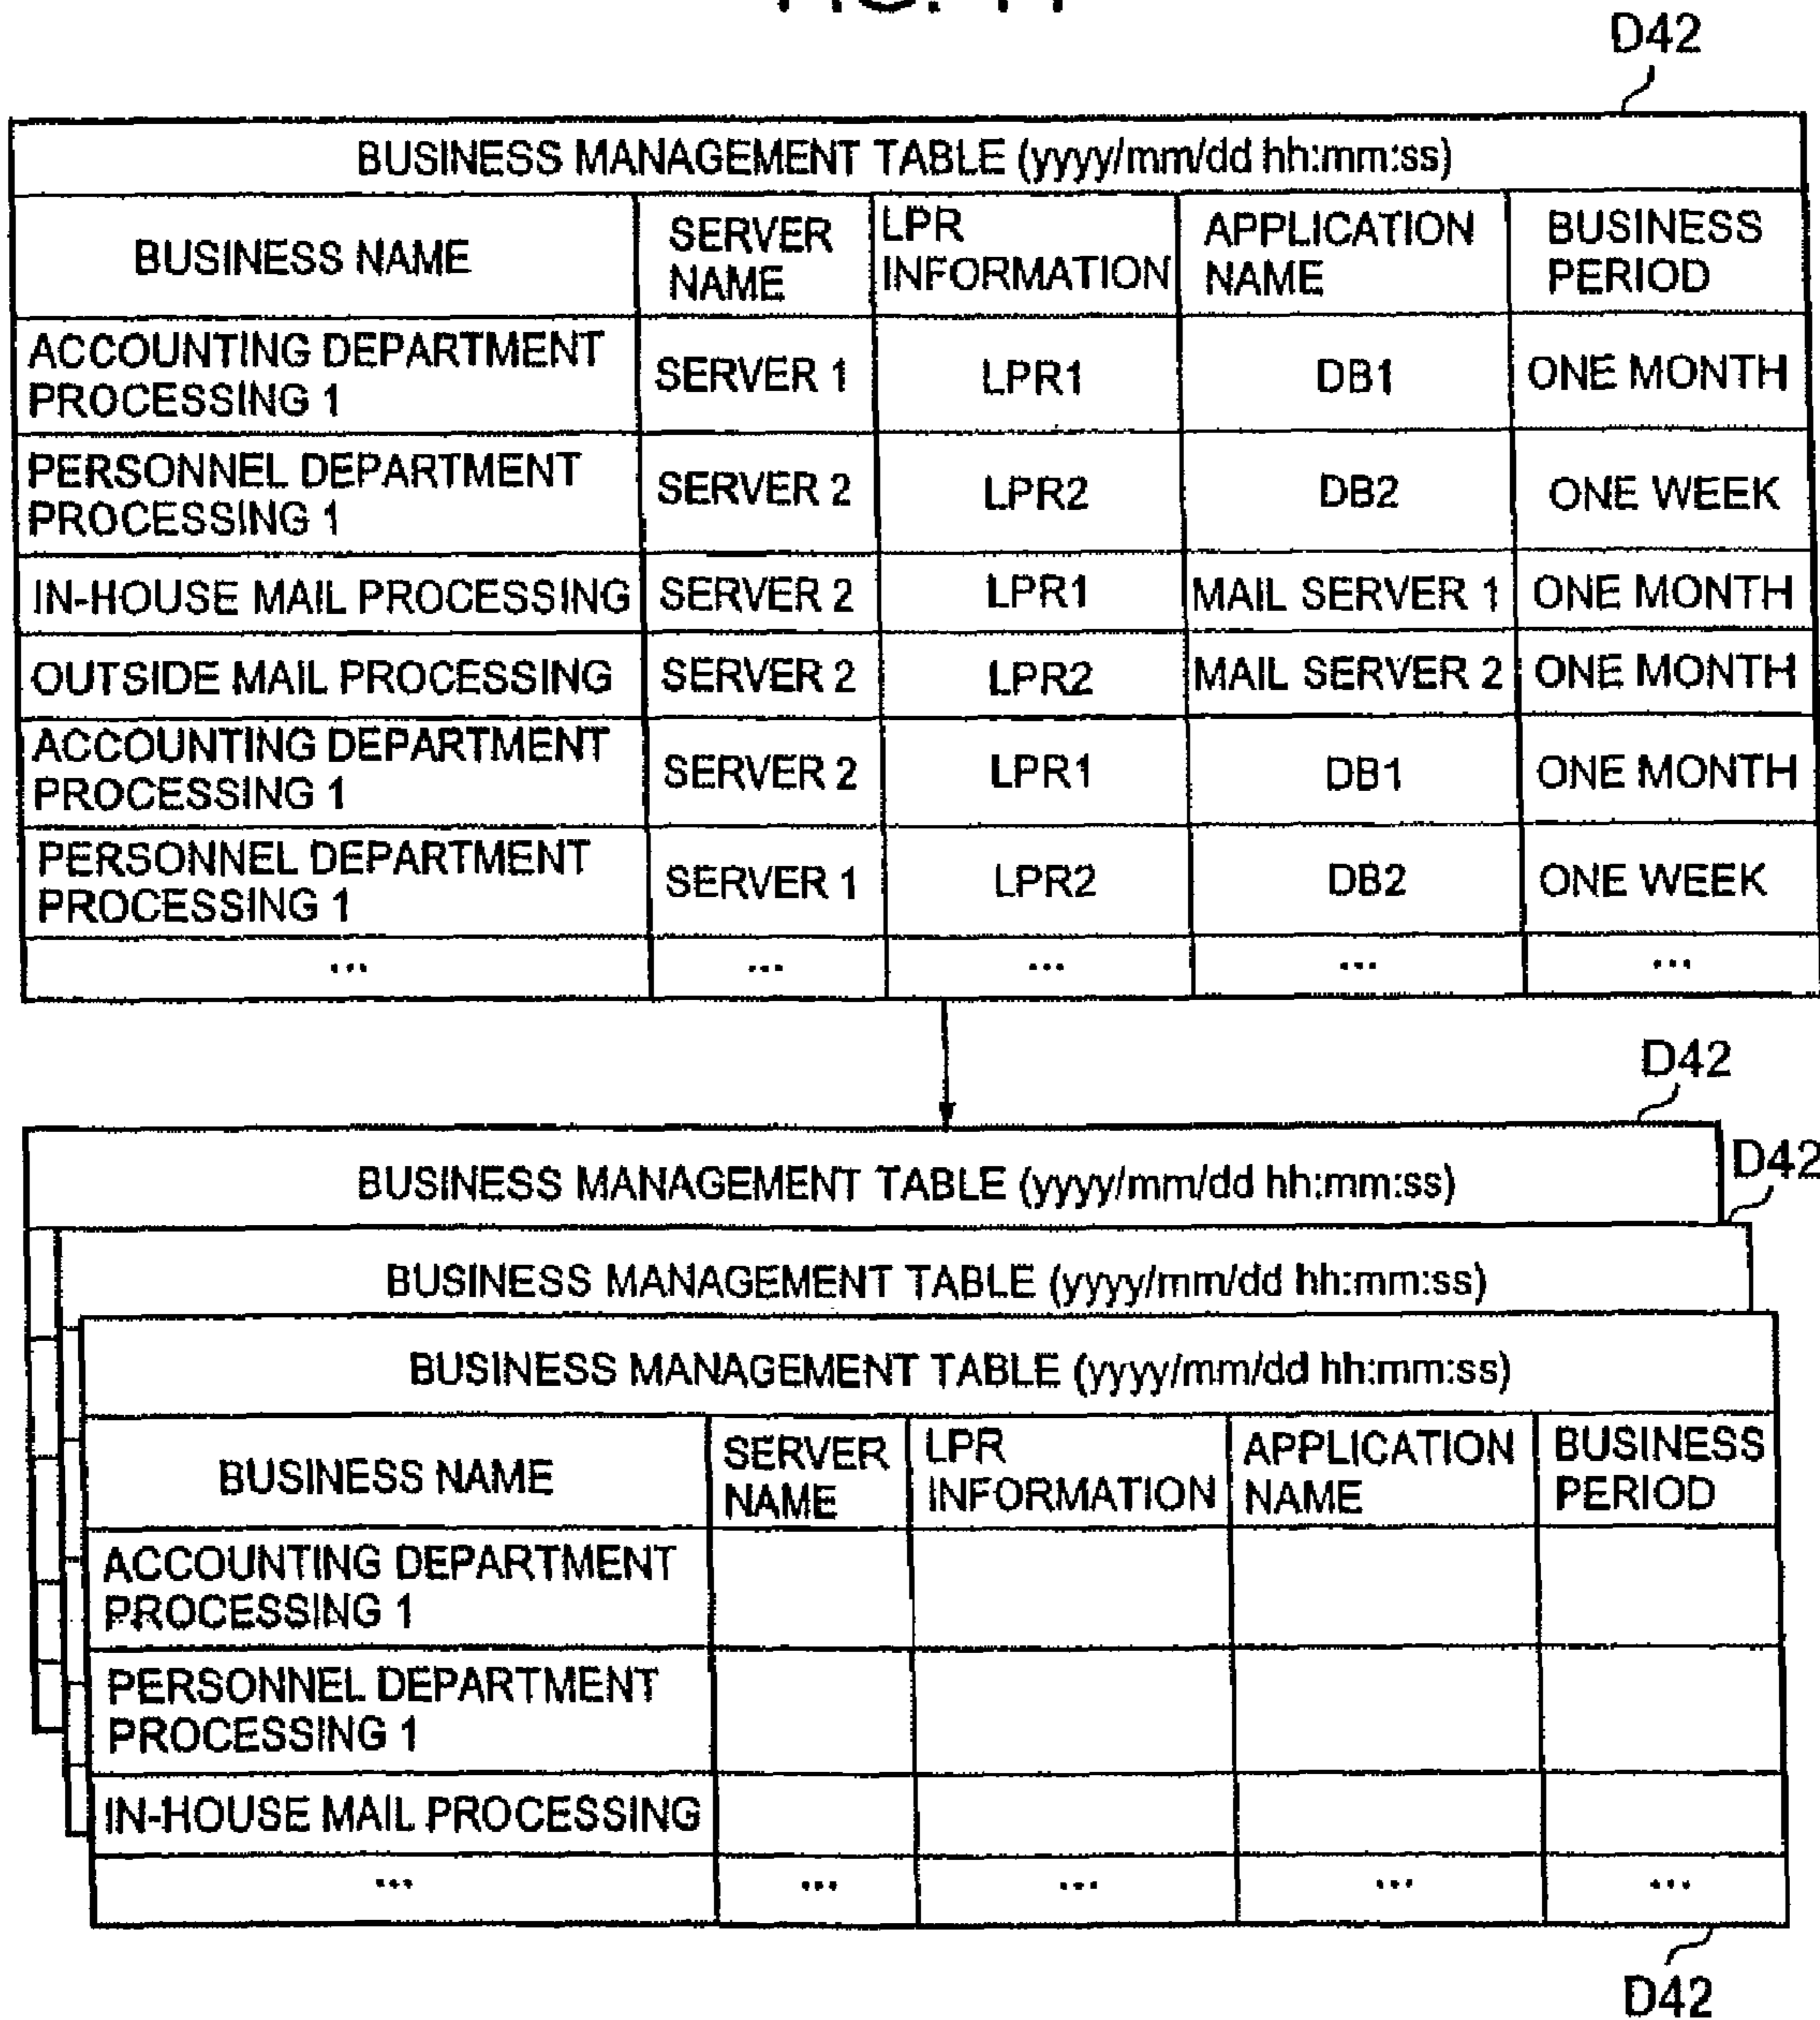 D42
BUSINESS MANAGEMENT TABLE (yyyy/mm/dd hh:mm:ss)
BUSINESS NAME
SERVER
NAME
LPR
INFORMATION
APPLICATION
NAME
BUSINESS
PERIOD
ACCOUNTING DEPARTMENT
PROCESSING 1
SERVER 1
LPR1
DB1
ONE MONTH
PERSONNEL DEPARTMENT
PROCESSING 1
SERVER 2
LPR2
DB2
ONE WEEK
IN-HOUSE MAIL PROCESSING
SERVER 2
LPR1
MAIL SERVER 1
ONE MONTH
OUTSIDE MAIL PROCESSING
SERVER 2
LPR2
MAIL SERVER 2
ONE MONTH
ACCOUNTING DEPARTMENT
PROCESSING 1
SERVER 2
LPR1
DB1
ONE MONTH
PERSONNEL DEPARTMENT
PROCESSING 1
SERVER 1
LPR2
DB2
ONE WEEK
... ... ... ... ...
D42
BUSINESS MANAGEMENT TABLE (yyyy/mm/dd hh:mm:ss)
D42
BUSINESS MANAGEMENT TABLE (yyyy/mm/dd hh:mm:ss)
BUSINESS MANAGEMENT TABLE (yyyy/mm/dd hh:mm:ss)
BUSINESS NAME
SERVER
NAME
LPR
INFORMATION
APPLICATION
NAME
BUSINESS
PERIOD
ACCOUNTING DEPARTMENT
PROCESSING 1
PERSONNEL DEPARTMENT
PROCESSING 1
IN-HOUSE MAIL PROCESSING
... ... ... ... ...
D42